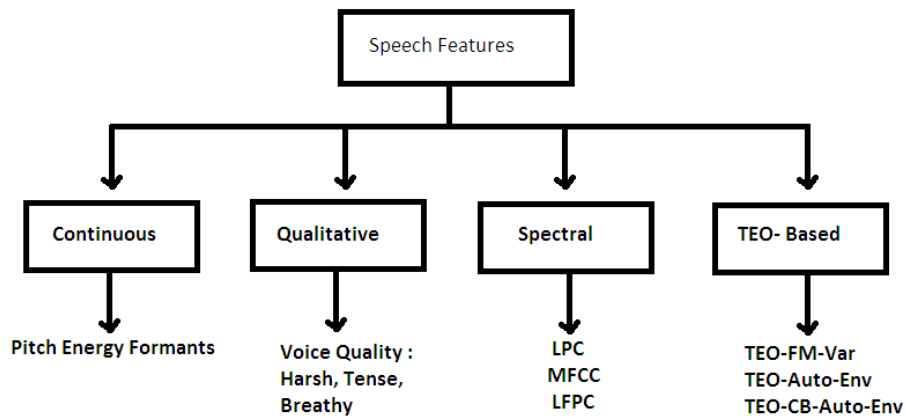 Speech Features
Continuous
Qualitative
Spectral
TEO- Based
Pitch Energy Formants
Voice Quality :
Harsh, Tense,
Breathy
LPC
MFCC
LFPC
TEO-FM-Var
TEO-Auto-Env
TEO-CB-Auto-Env